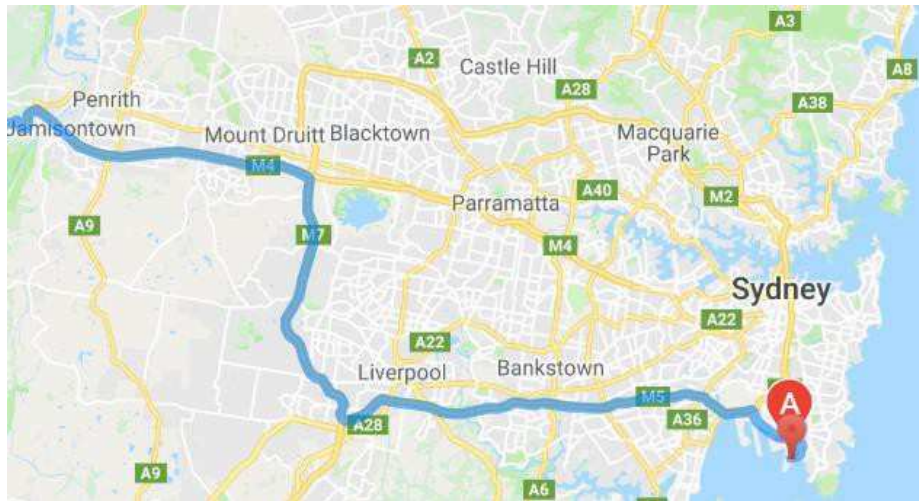 A3
A2
Castle Hill
A8
A28
Penrith
A38
Jamisontown
Mount Druitt
Blacktown
Macquarie
Park
M4
A40
M2
Parramatta
A9
M7
M4
Sydney
A22
A22
Liverpool
Bankstown
M5
A
A28
A36
A9
A6